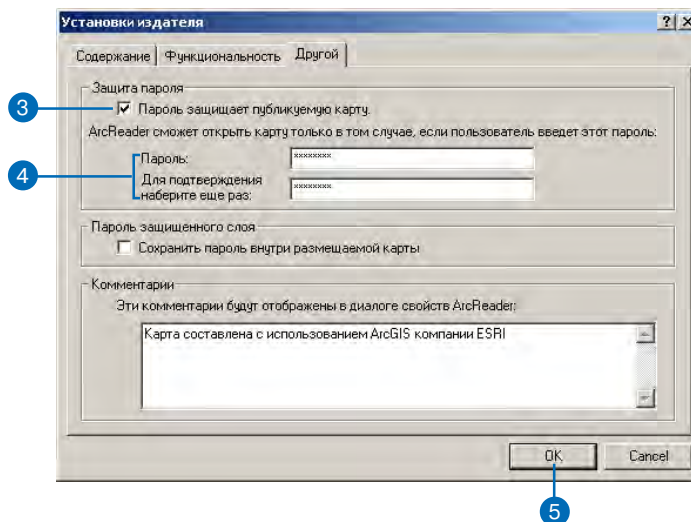 Установки издателя
? X
Содержание Функциональность Другой
Защита пароля
3
Пароль защищает публикуемую карту.
ArcReader сможет открыть карту только в том случае, если пользователь введет этот пароль:
4
Пароль:
xxxxxxxx
Для подтверждения
наберите еще раз:
xxxxxxxx
Пароль защищенного слоя
Сохранить пароль внутри размещаемой карты
Комментарии
Эти комментарии будут отображены в диалоге свойств ArcReader:
Карта составлена с использованием ArcGIS компании ESRI
OK Cancel
5